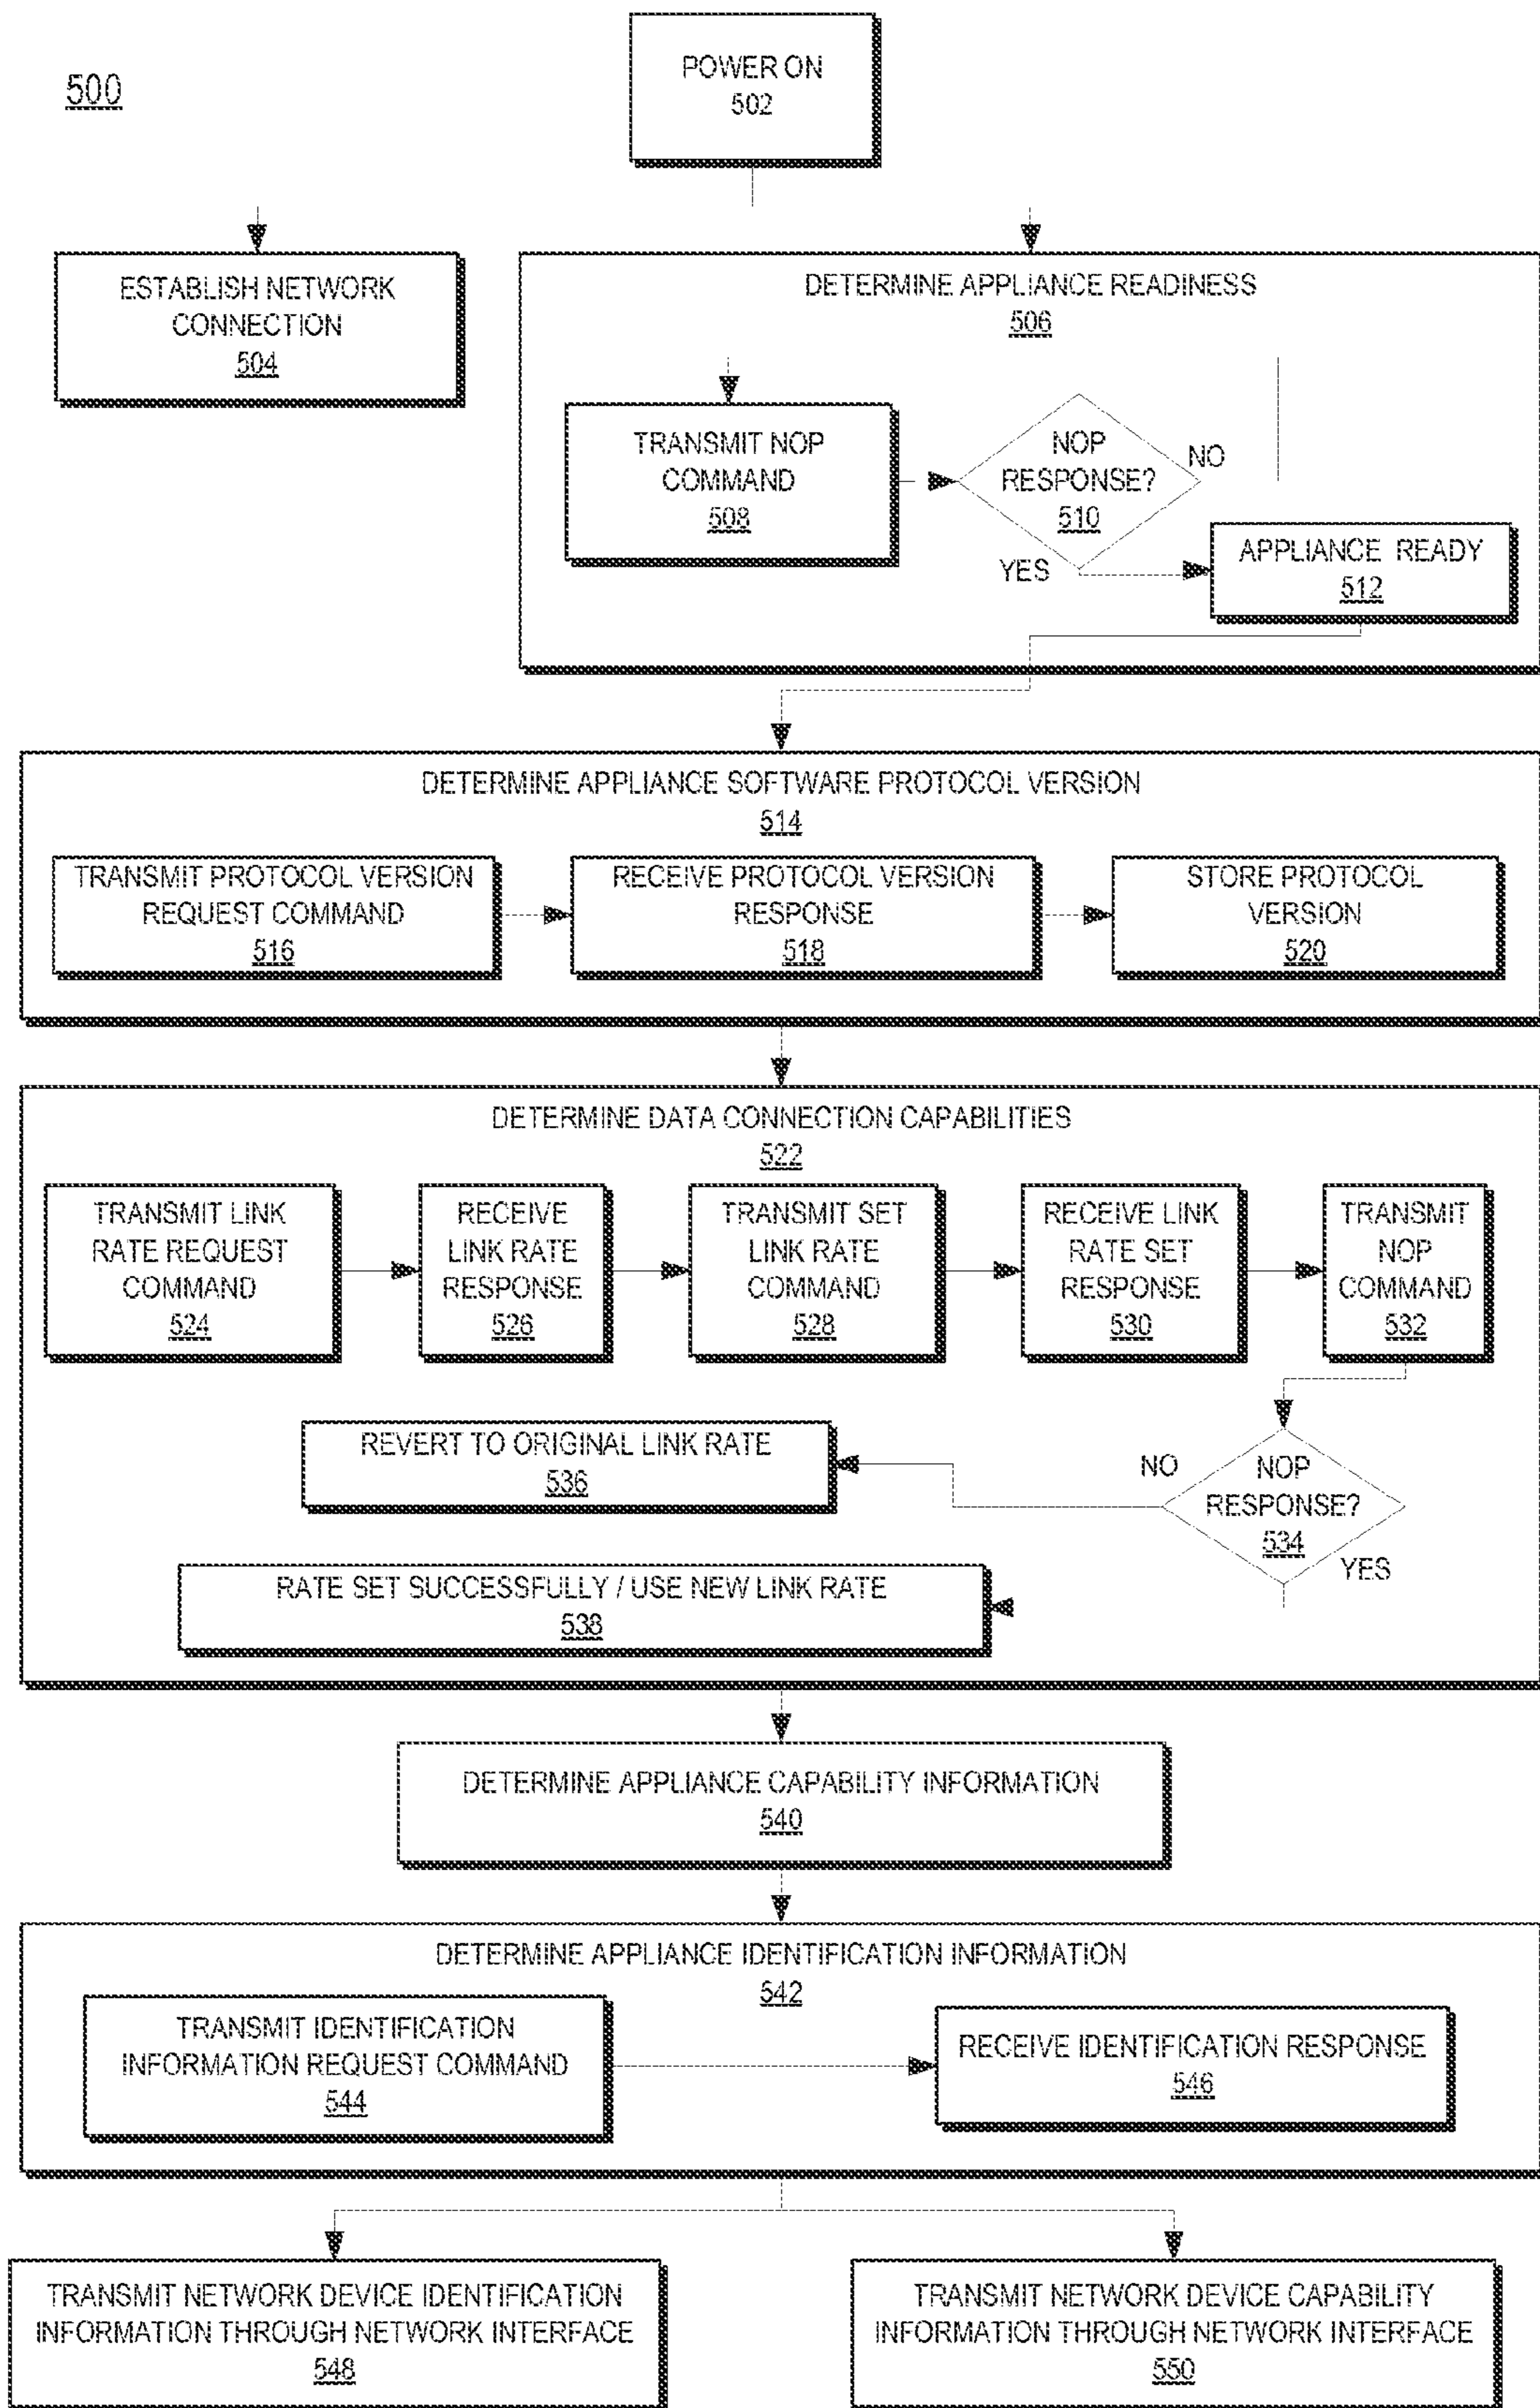 500
POWER ON
502
ESTABLISH NETWORK
CONNECTION
504
DETERMINE APPLIANCE READINESS
506
TRANSMIT NOP
COMMAND
508
NOP
RESPONSE?
510
NO
YES
APPLIANCE READY
512
DETERMINE APPLIANCE SOFTWARE PROTOCOL VERSION
514
TRANSMIT PROTOCOL VERSION
REQUEST COMMAND
516
RECEIVE PROTOCOL VERSION
RESPONSE
518
STORE PROTOCOL
VERSION
520
DETERMINE DATA CONNECTION CAPABILITIES
522
TRANSMIT LINK
RATE REQUEST
COMMAND
524
RECEIVE
LINK RATE
RESPONSE
526
TRANSMIT SET
LINK RATE
COMMAND
528
RECEIVE LINK
RATE SET
RESPONSE
530
TRANSMIT
NOP
COMMAND
532
REVERT TO ORIGINAL LINK RATE
536
NO
NOP
RESPONSE?
534
YES
RATE SET SUCCESSFULLY / USE NEW LINK RATE
538
DETERMINE APPLIANCE CAPABILITY INFORMATION
540
DETERMINE APPLIANCE IDENTIFICATION INFORMATION
542
TRANSMIT IDENTIFICATION
INFORMATION REQUEST COMMAND
544
RECEIVE IDENTIFICATION RESPONSE
546
TRANSMIT NETWORK DEVICE IDENTIFICATION
INFORMATION THROUGH NETWORK INTERFACE
548
TRANSMIT NETWORK DEVICE CAPABILITY
INFORMATION THROUGH NETWORK INTERFACE
550